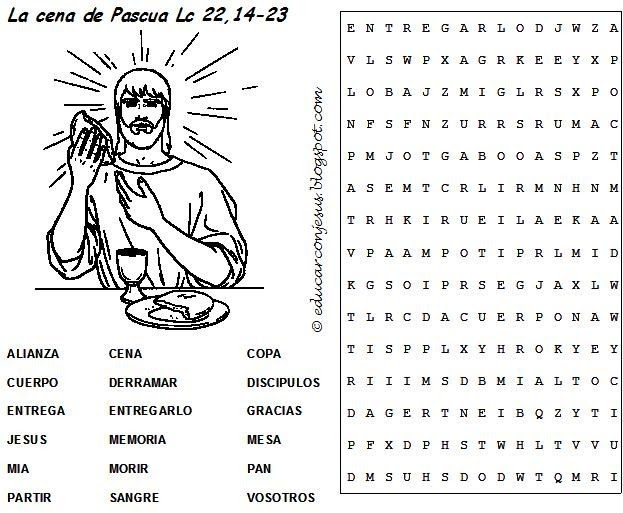 La cena de Pascua Lc 22,14-23
© educarconjesus.blogspot.com
E N T R E G A R L O D J W Z A
V L S W P X A G R K E E Y X P
L O B A J Z M I G L R S X P O
N F S F N Z U R R S R U M A C
P M J O T G A B O O A S P Z T
A S E M T C R L I R M N H N M
T R H K I R U E I L A E K A A
V P A A M P O T I P R L M I D
K G S O I P R S E G J A X L W
T L R C D A C U E R P O N A W
T I S P P L X Y H R O K Y E Y
R I I I M S D B M I A L T O C
D A G E R T N E I B Q Z Y T I
P F X D P H S T W H L T V V U
D M S U H S D O D W T Q M R I
ALIANZA CENA COPA
CUERPO DERRAMAR DISCIPULOS
ENTREGA ENTREGARLO GRACIAS
JESUS MEMORIA MESA
MIA MORIR PAN
PARTIR SANGRE VOSOTROS